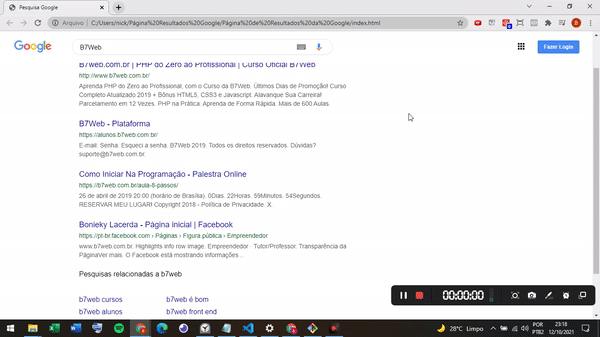 Pesquisa Google
Arquivo | C:/Users/nick/Página%20Resultados%20Google/Página%20de%20Resultados%20da%20Google/index.html
Google
B7Web
Fazer Login
B7web.com.br | PHP do Zero ao Profissional | Curso Oficial B7Web
http://www.b7web.com.br/
Aprenda PHP do Zero ao Profissional, com o Curso da B7Web. Últimos Dias de Promoção! Curso
Completo Atualizado 2019 + Bônus HTML5, CSS3 e Javascript. Alavanque Sua Carreira!
Parcelamento em 12 Vezes. PHP na Prática. Aprenda de Forma Rápida. Mais de 600 Aulas.
B7Web - Plataforma
https://alunos.b7web.com.br/
E-mail: Senha: Esqueci a senha. B7Web 2019. Todos os direitos reservados. Dúvidas?
suporte@b7web.com.br.
Como Iniciar Na Programação - Palestra Online
https://b7web.com.br/aula-8-passos/
26 de abril de 2019 20:00 (horário de Brasília). 0Dias. 22Horas. 59Minutos. 54Segundos.
RESERVAR MEU LUGAR! Copyright 2018 - Política de Privacidade. X.
Bonieky Lacerda - Página inicial | Facebook
https://pt-br.facebook.com › Páginas › Figura pública › Empreendedor
www.b7web.com.br. Highlights info row image. Empreendedor · Tutor/Professor. Transparência da
PáginaVer mais. O Facebook está mostrando informações ..
Pesquisas relacionadas a b7web
b7web cursos
b7web é bom
b7web alunos
b7web front end
00:00:00
28°C Limpo
POR
PTB2
23:18
12/10/2021